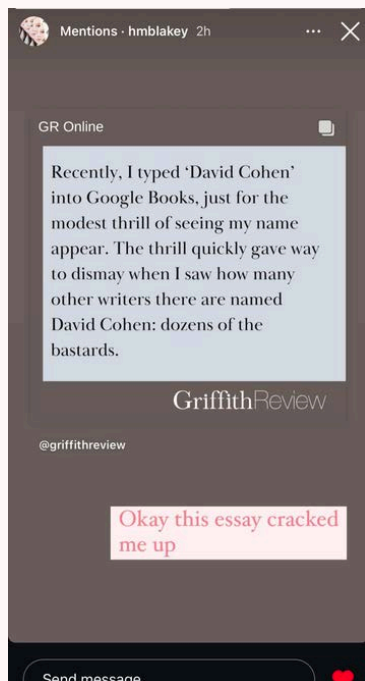 Mentions · hmblakey 2h
GR Online
Recently, I typed ‘David Cohen’
into Google Books, just for the
modest thrill of seeing my name
appear. The thrill quickly gave way
to dismay when I saw how many
other writers there are named
David Cohen: dozens of the
bastards.
GriffithReview
@griffithreview
Okay this essay cracked
me up
Send message